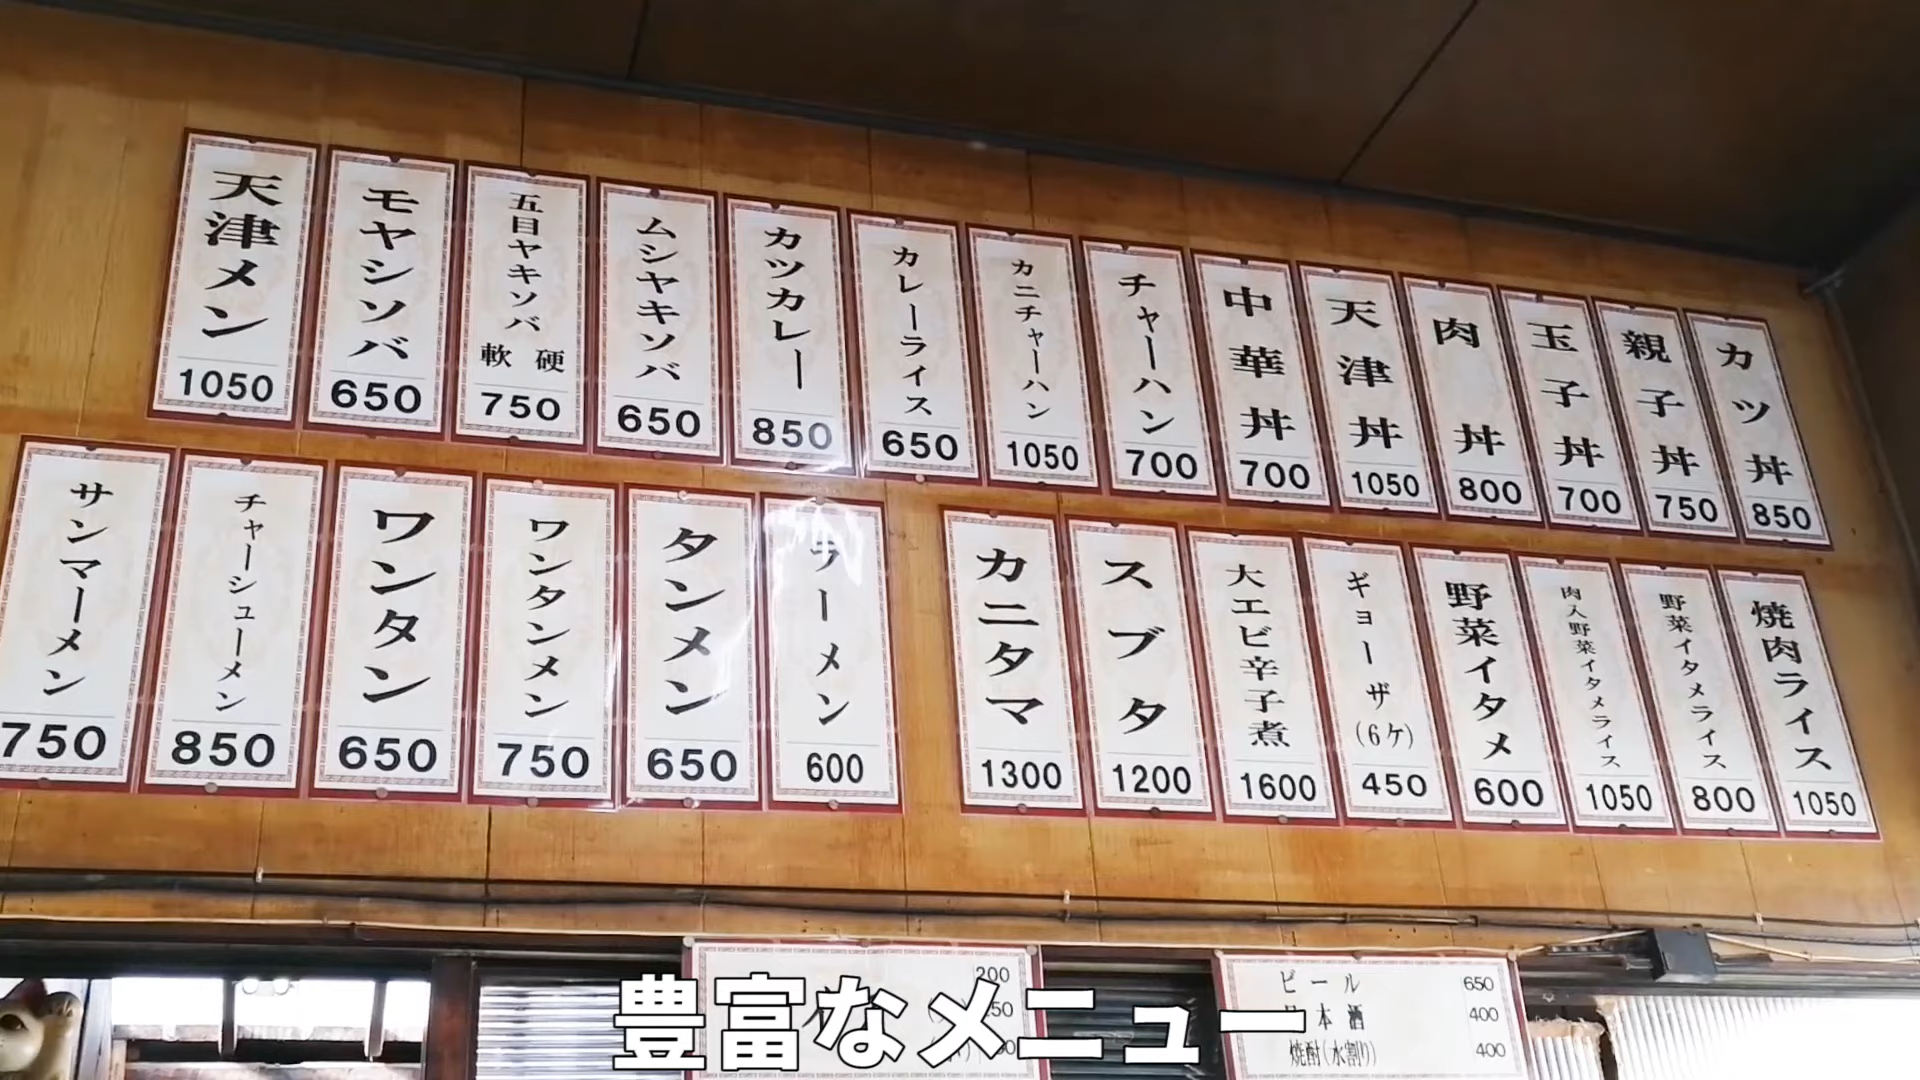 天津メン
1050
モヤシソバ
650
五目ヤキソバ
軟 硬
750
ムシヤキソバ
650
カツカレー
850
カレーライス
650
カニチャーハン
1050
チャーハン
700
中華丼
700
天津丼
1050
肉丼
800
玉子丼
700
親子丼
750
カツ丼
850
サンマーメン
750
チャーシューメン
850
ワンタン
650
ワンタンメン
750
タンメン
650
ラーメン
600
カニタマ
1300
スブタ
1200
大エビ辛子煮
1600
ギョーザ
(6ケ)
450
野菜イタメ
600
肉入野菜イタメライス
1050
野菜イタメライス
800
焼肉ライス
1050
200
ビール 650
日本酒 400
焼酎(水割り) 400
豊富なメニュー